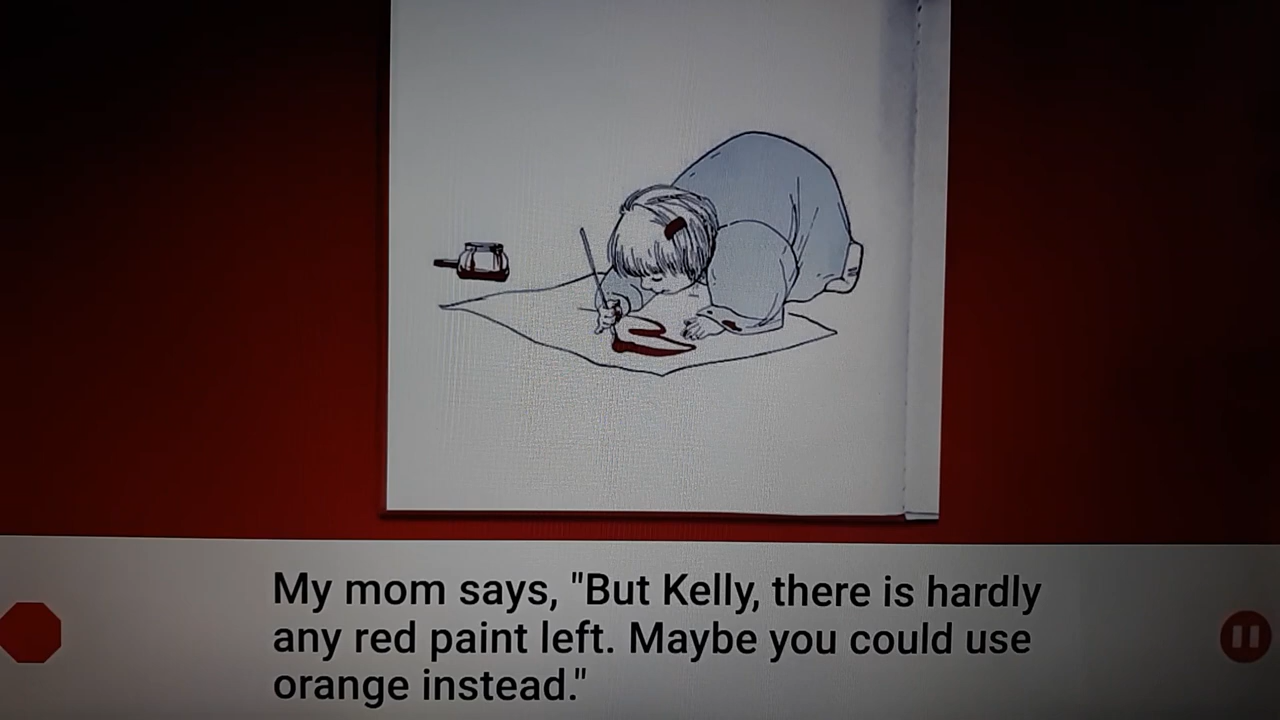 My mom says, "But Kelly, there is hardly
any red paint left. Maybe you could use
orange instead."